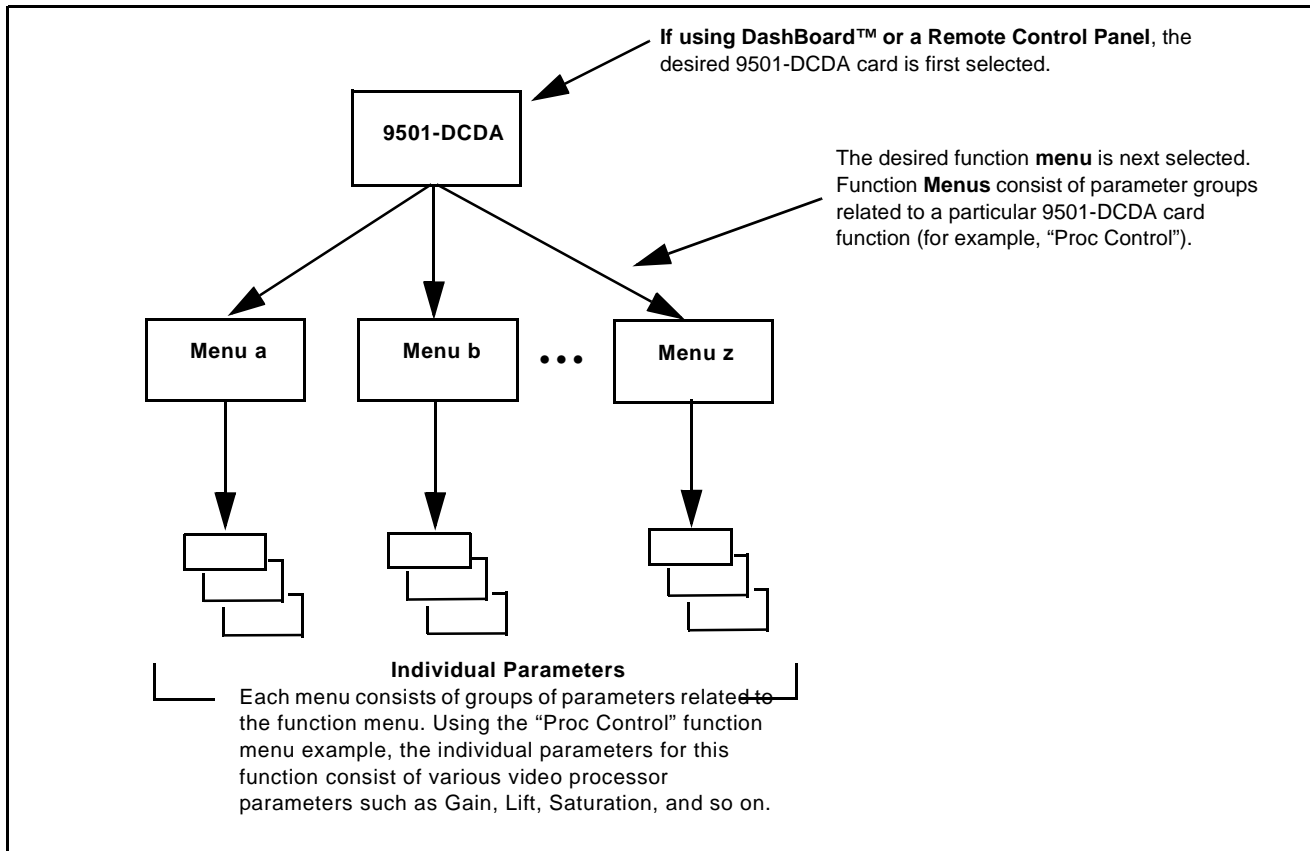 If using DashBoard™ or a Remote Control Panel, the
desired 9501-DCDA card is first selected.
9501-DCDA
The desired function menu is next selected.
Function Menus consist of parameter groups
related to a particular 9501-DCDA card
function (for example, “Proc Control”).
Menu a
Menu b
•••
Menu z
Individual Parameters
Each menu consists of groups of parameters related to
the function menu. Using the “Proc Control” function
menu example, the individual parameters for this
function consist of various video processor
parameters such as Gain, Lift, Saturation, and so on.